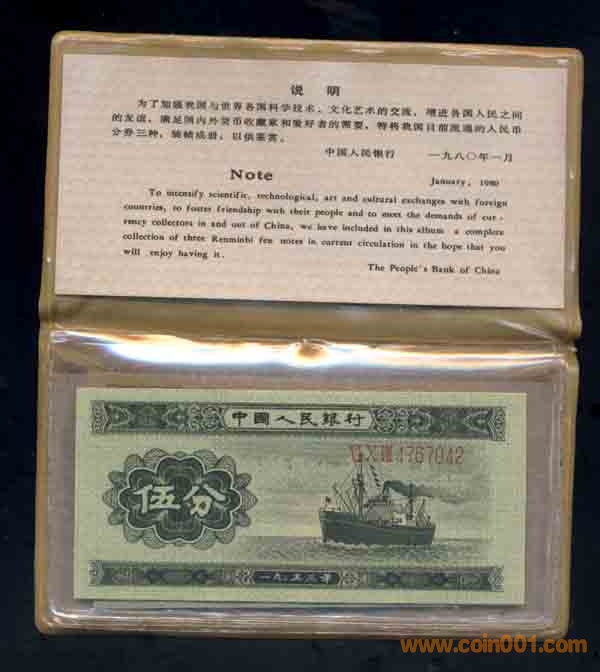 说 明
为了加强我国与世界各国科学技术、文化艺术的交流，增进各国人民之间
的友谊，满足国内外货币收藏家和爱好者的需要，特将我国目前流通的人民币
分券三种，装帧成册，以供鉴赏。
中国人民银行 一九八〇年一月
Note January, 1980
To intensify scientific, technological, art and cultural exchanges with foreign
countries, to foster friendship with their people and to meet the demands of cur-
rency collectors in and out of China, we have included in this album a complete
collection of three Renminbi fen notes in current circulation in the hope that you
will enjoy having it.
The People's Bank of China
中國人民銀行
4767042
伍分
一九五三年
www.coin001.com